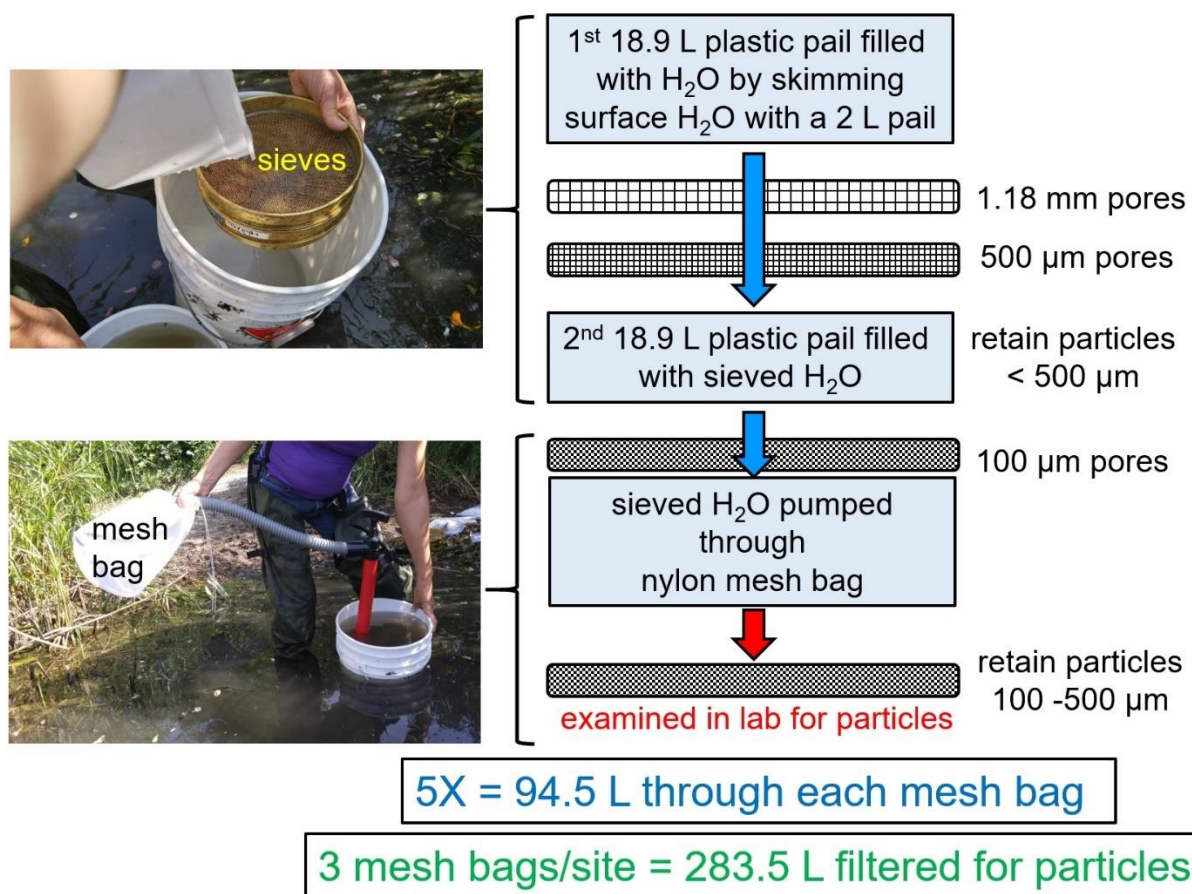 1st 18.9 L plastic pail filled
with H₂O by skimming
surface H₂O with a 2 L pail
sieves
1.18 mm pores
500 µm pores
2nd 18.9 L plastic pail filled
with sieved H₂O
retain particles
< 500 µm
100 µm pores
mesh
bag
sieved H₂O pumped
through
nylon mesh bag
retain particles
100 -500 µm
examined in lab for particles
5X = 94.5 L through each mesh bag
3 mesh bags/site = 283.5 L filtered for particles